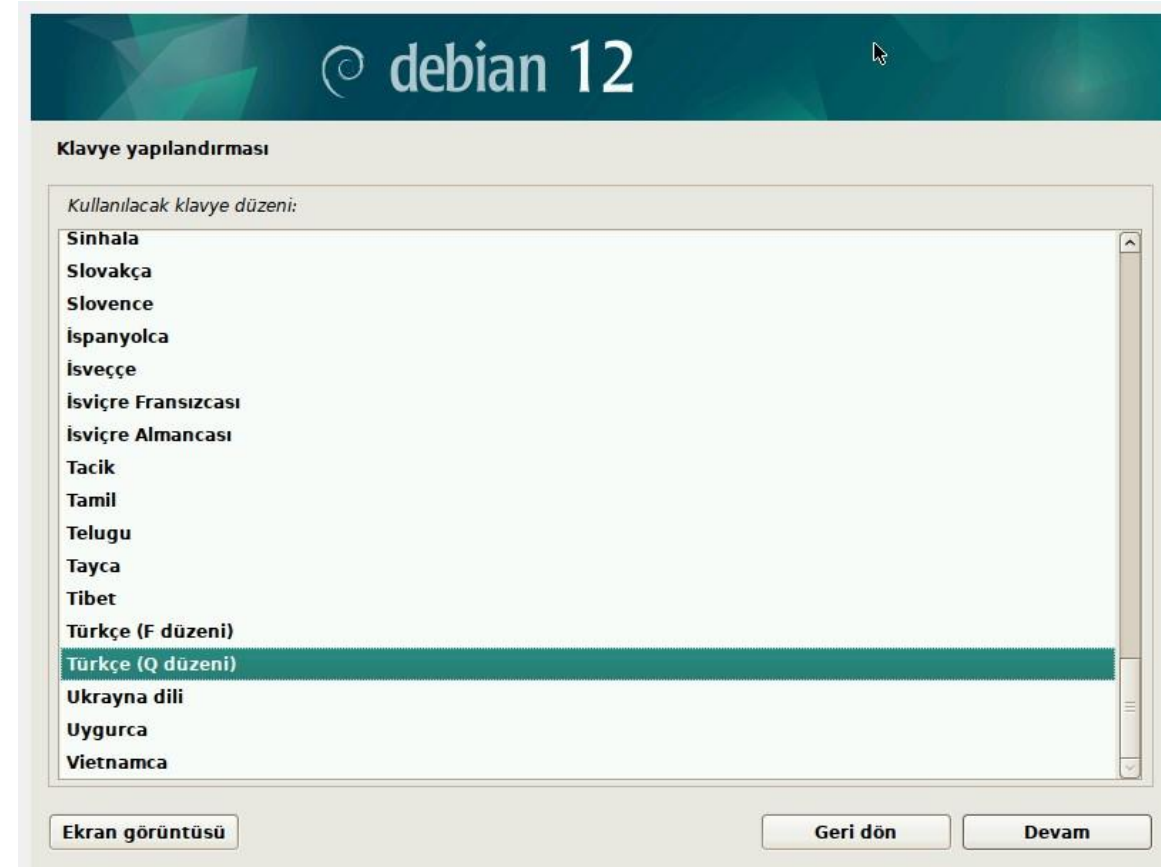 debian 12
Klavye yapılandırması
Kullanılacak klavye düzeni:
Sinhala
Slovakça
Slovence
İspanyolca
İsveççe
İsviçre Fransızcası
İsviçre Almancası
Tacik
Tamil
Telugu
Tayca
Tibet
Türkçe (F düzeni)
Türkçe (Q düzeni)
Ukrayna dili
Uygurca
Vietnamca
Ekran görüntüsü
Geri dön
Devam